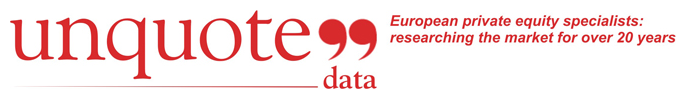 unquote”
data
European private equity specialists:
researching the market for over 20 years